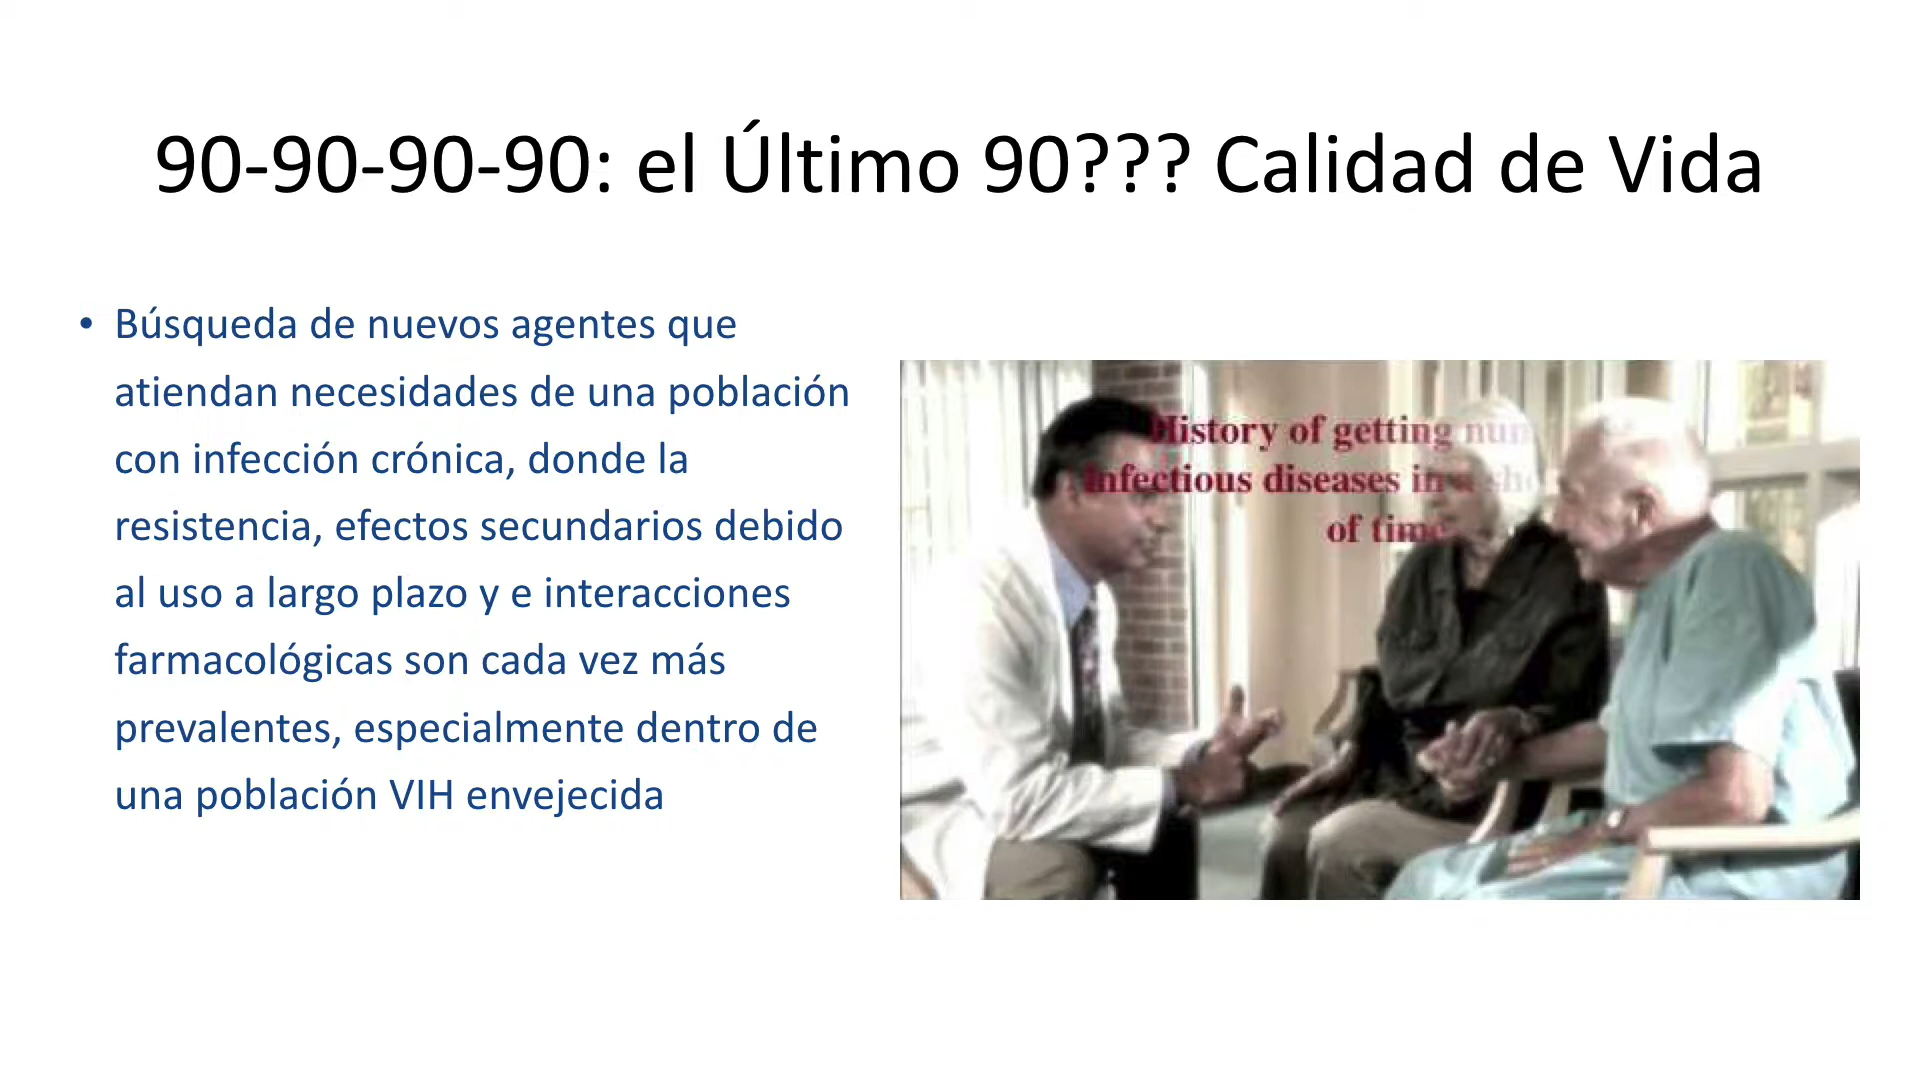 90-90-90-90: el Último 90??? Calidad de Vida
• Búsqueda de nuevos agentes que
atiendan necesidades de una población
con infección crónica, donde la
resistencia, efectos secundarios debido
al uso a largo plazo y e interacciones
farmacológicas son cada vez más
prevalentes, especialmente dentro de
una población VIH envejecida
History of getting
infectious diseases in a
of time